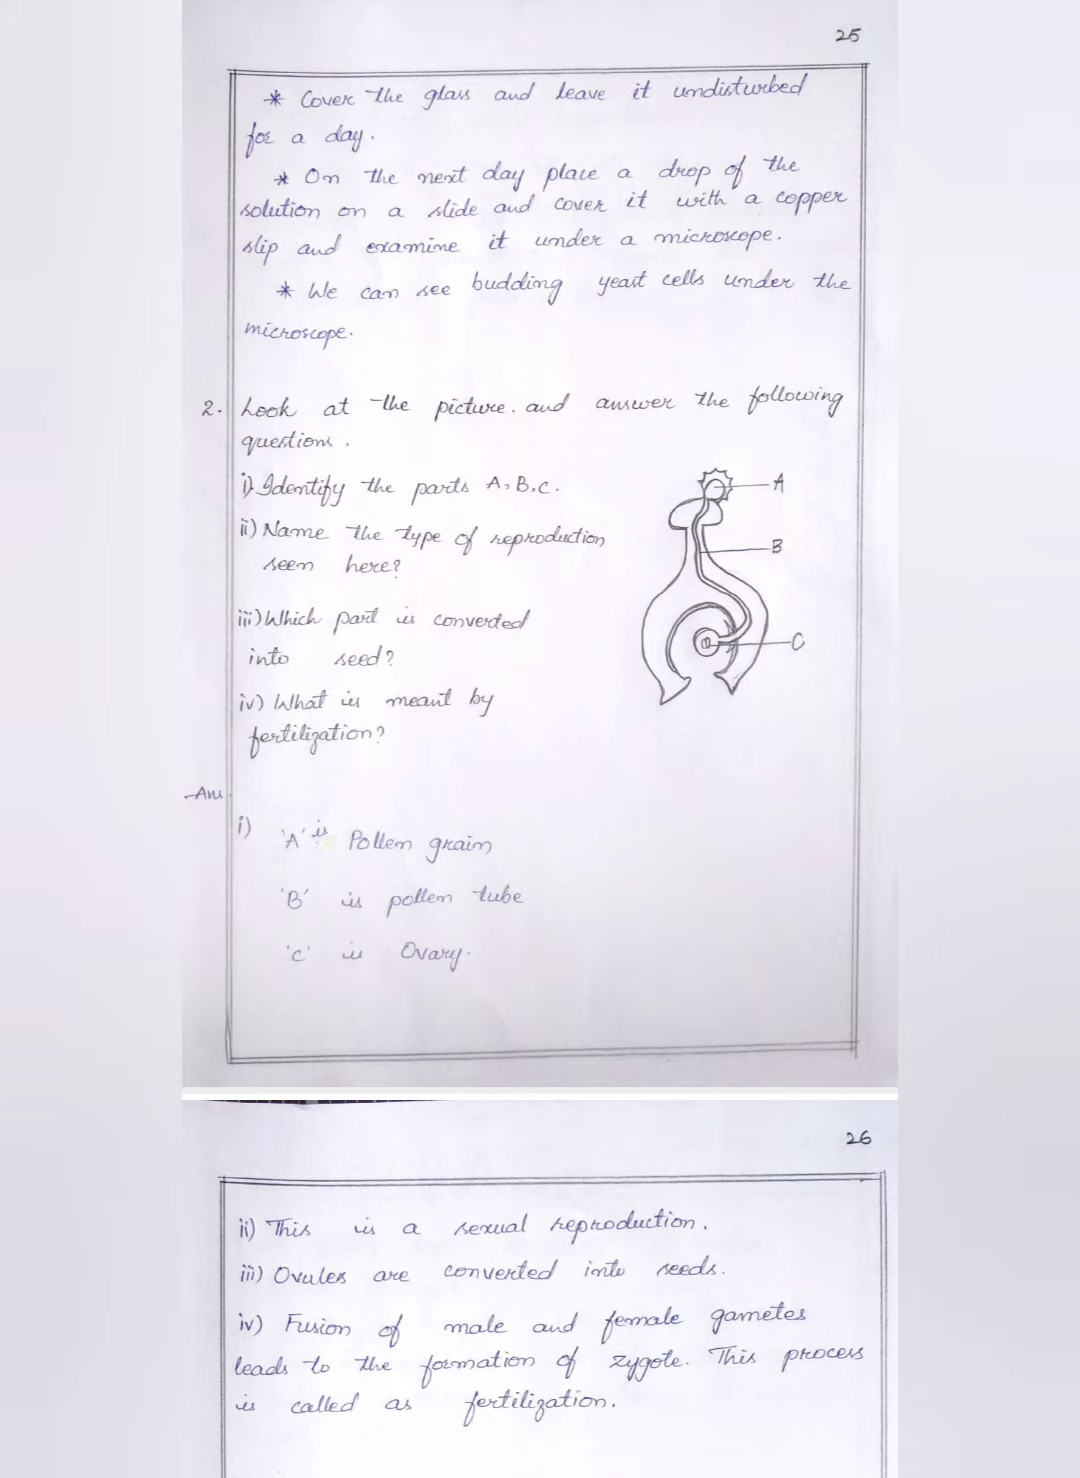 25
* Cover the glass and leave it undisturbed
for a day.
* On the next day place a drop of the
solution on a slide and cover it with a copper
slip and examine it under a microscope.
* We can see budding yeast cells under the
microscope.
2. Look at the picture. and answer the following
questions.
i) Identify the parts A, B, C.
A
ii) Name the type of reproduction
seen here?
B
iii) Which part is converted
into seed?
C
iv) What is meant by
fertilization?
Ans.
i) 'A' is Pollen grain
'B' is pollen tube
'C' is Ovary.
26
ii) This is a sexual reproduction.
iii) Ovules are converted into seeds.
iv) Fusion of male and female gametes
leads to the formation of zygote. This process
is called as fertilization.